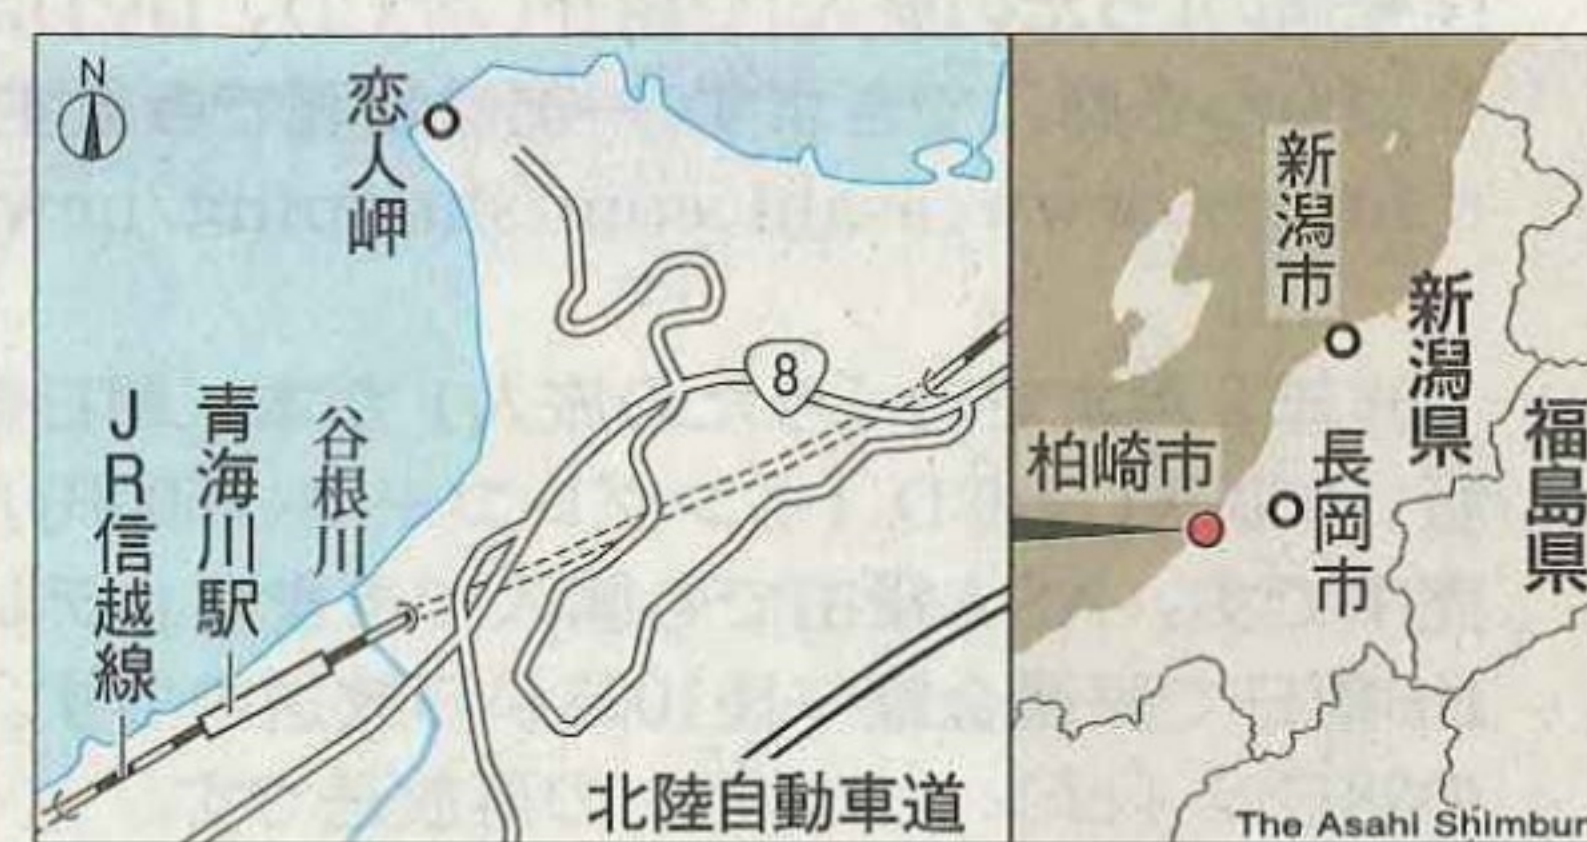 N
恋人岬
8
谷根川
青海川駅
JR信越線
北陸自動車道
新潟市
新潟県
福島県
長岡市
柏崎市
The Asahi Shimbun